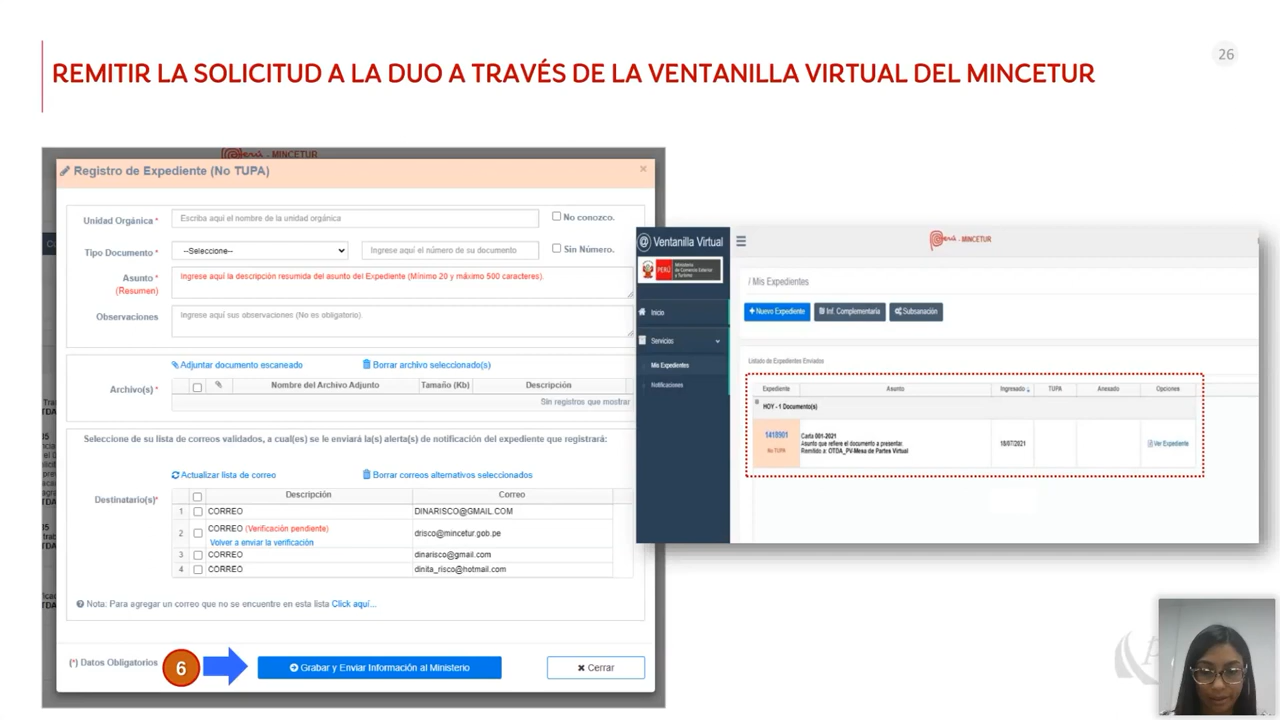 26
REMITIR LA SOLICITUD A LA DUO A TRAVÉS DE LA VENTANILLA VIRTUAL DEL MINCETUR
Perú - MINCETUR
Registro de Expediente (No TUPA)
×
Unidad Orgánica *
Escriba aquí el nombre de la unidad orgánica
No conozco.
Tipo Documento *
--Seleccione--
Ingrese aquí el número de su documento
Sin Número.
Asunto *
(Resumen)
Ingrese aquí la descripción resumida del asunto del Expediente (Mínimo 20 y máximo 500 caracteres).
Observaciones
Ingrese aquí sus observaciones (No es obligatorio)
Archivo(s) *
Adjuntar documento escaneado
Borrar archivo seleccionado(s)
Nombre del Archivo Adjunto Tamaño (Kb) Descripción
Sin registros que mostrar
Seleccione de su lista de correos validados, a cual(es) se le enviará la(s) alerta(s) de notificación del expediente que registrará:
Actualizar lista de correo
Borrar correos alternativos seleccionados
Destinatario(s)*
Descripción Correo
1 CORREO DINARISCO@GMAIL.COM
2 CORREO (Verificación pendiente) drisco@mincetur.gob.pe
Volver a enviar la verificación
3 CORREO dinarisco@gmail.com
4 CORREO dinita_risco@hotmail.com
Nota: Para agregar un correo que no se encuentre en esta lista Click aquí...
(*) Datos Obligatorios
6
Grabar y Enviar Información al Ministerio
Cerrar
@ Ventanilla Virtual
Perú - MINCETUR
PERÚ
Ministerio
de Comercio Exterior
y Turismo
Inicio
Servicios
Mis Expedientes
Notificaciones
/ Mis Expedientes
+ Nuevo Expediente
Inf. Complementaria
Subsanación
Listado de Expedientes Enviados
Expediente Asunto Ingresado TUPA Anexado Opciones
HOY - 1 Documento(s)
1418901
No TUPA
Carta 001-2021
Asunto que refiere el documento a presentar.
Remitido a: OTDA_PV-Mesa de Partes Virtual
18/07/2021
Ver Expediente